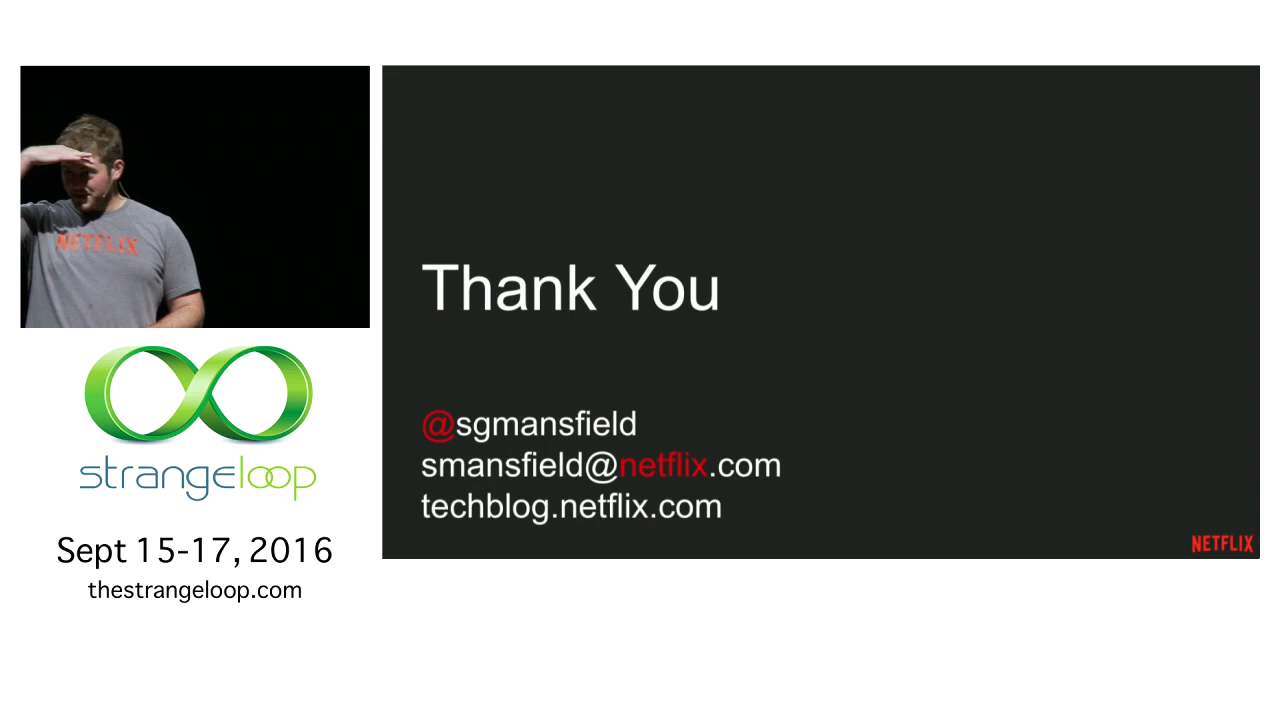 NETFLIX
strangeloop
Sept 15-17, 2016
thestrangeloop.com
Thank You
@sgmansfield
smansfield@netflix.com
techblog.netflix.com
NETFLIX